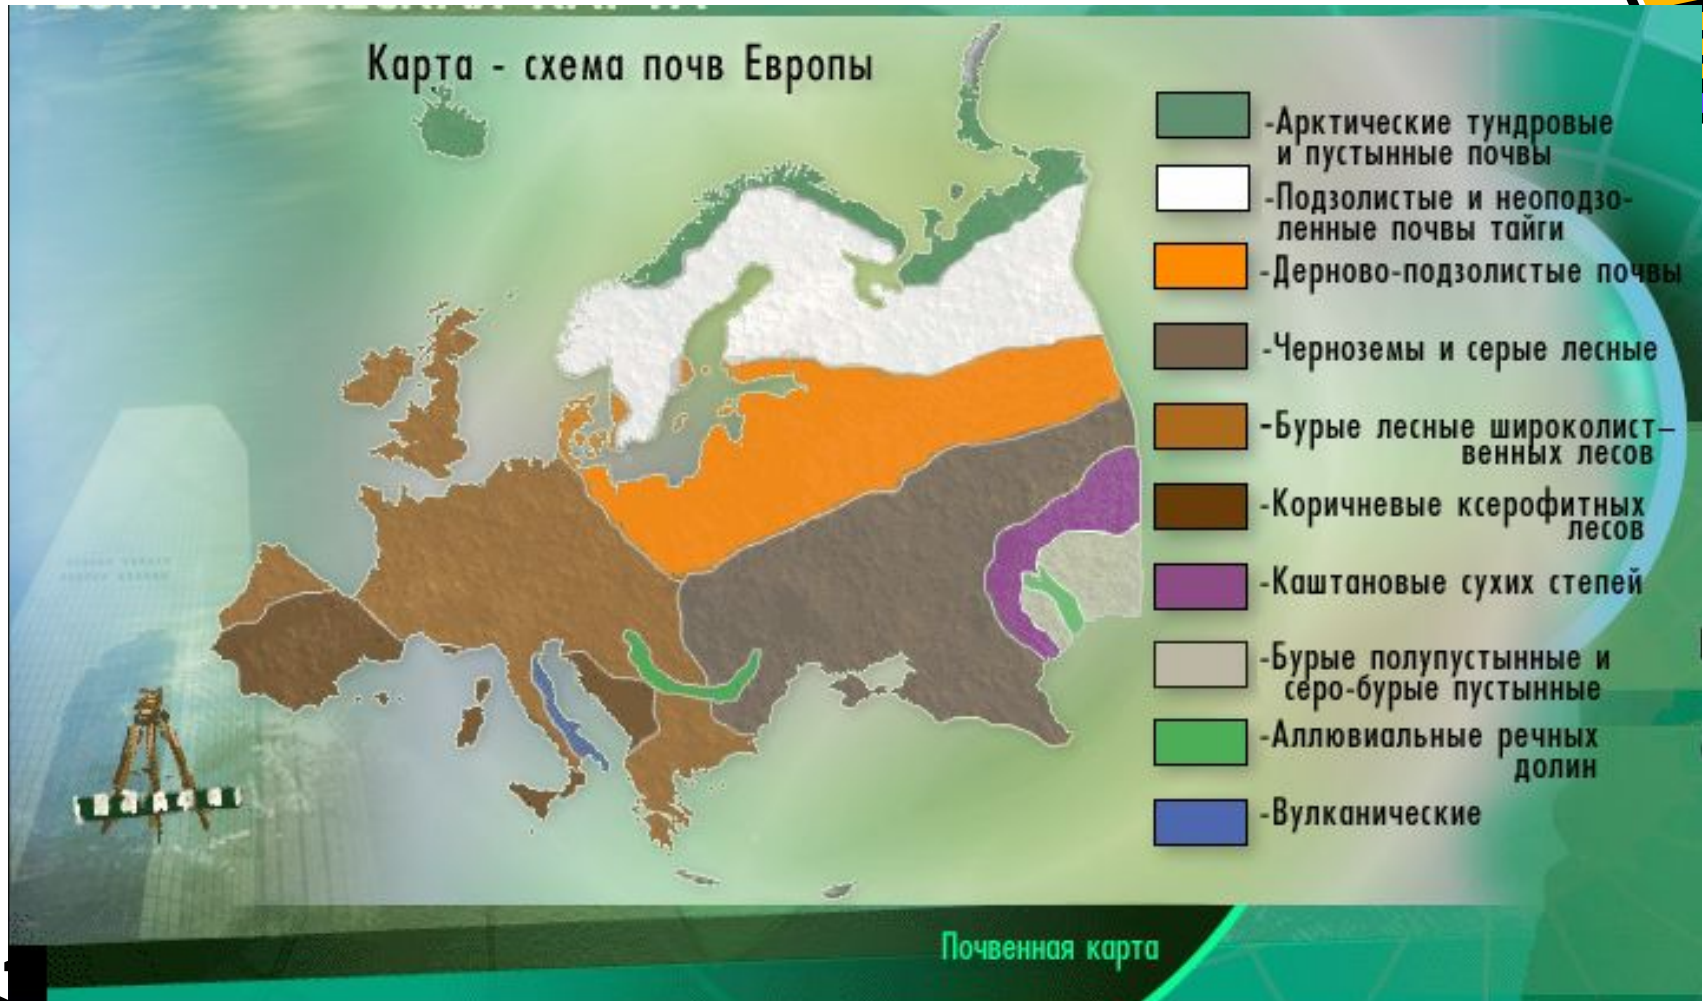 Карта - схема почв Европы
-Арктические тундровые
и пустынные почвы
-Подзолистые и неоподзо-
ленные почвы тайги
-Дерново-подзолистые почвы
-Черноземы и серые лесные
-Бурые лесные широколист-
венных лесов
-Коричневые ксерофитных
лесов
-Каштановые сухих степей
-Бурые полупустынные и
серо-бурые пустынные
-Аллювиальные речных
долин
-Вулканические
Почвенная карта